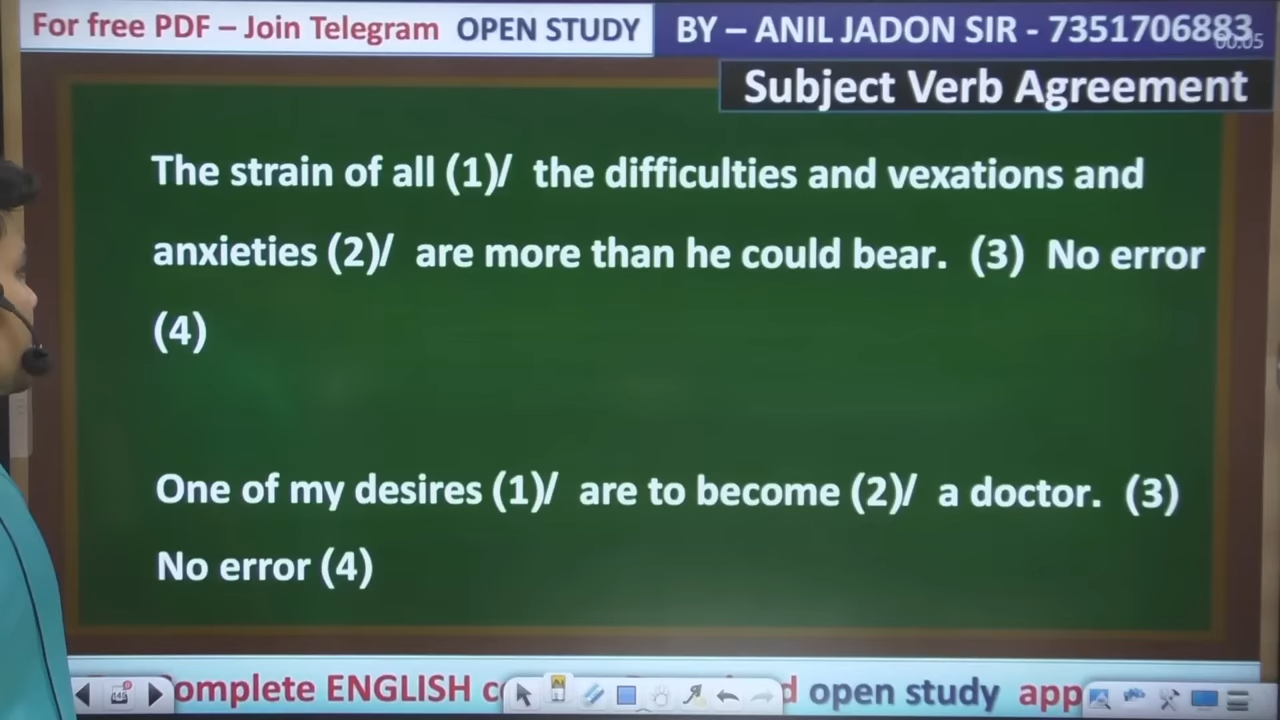 For free PDF – Join Telegram OPEN STUDY BY – ANIL JADON SIR - 7351706883
00:05
Subject Verb Agreement
The strain of all (1)/ the difficulties and vexations and
anxieties (2)/ are more than he could bear. (3) No error
(4)
One of my desires (1)/ are to become (2)/ a doctor. (3)
No error (4)
omplete ENGLISH c d open study app